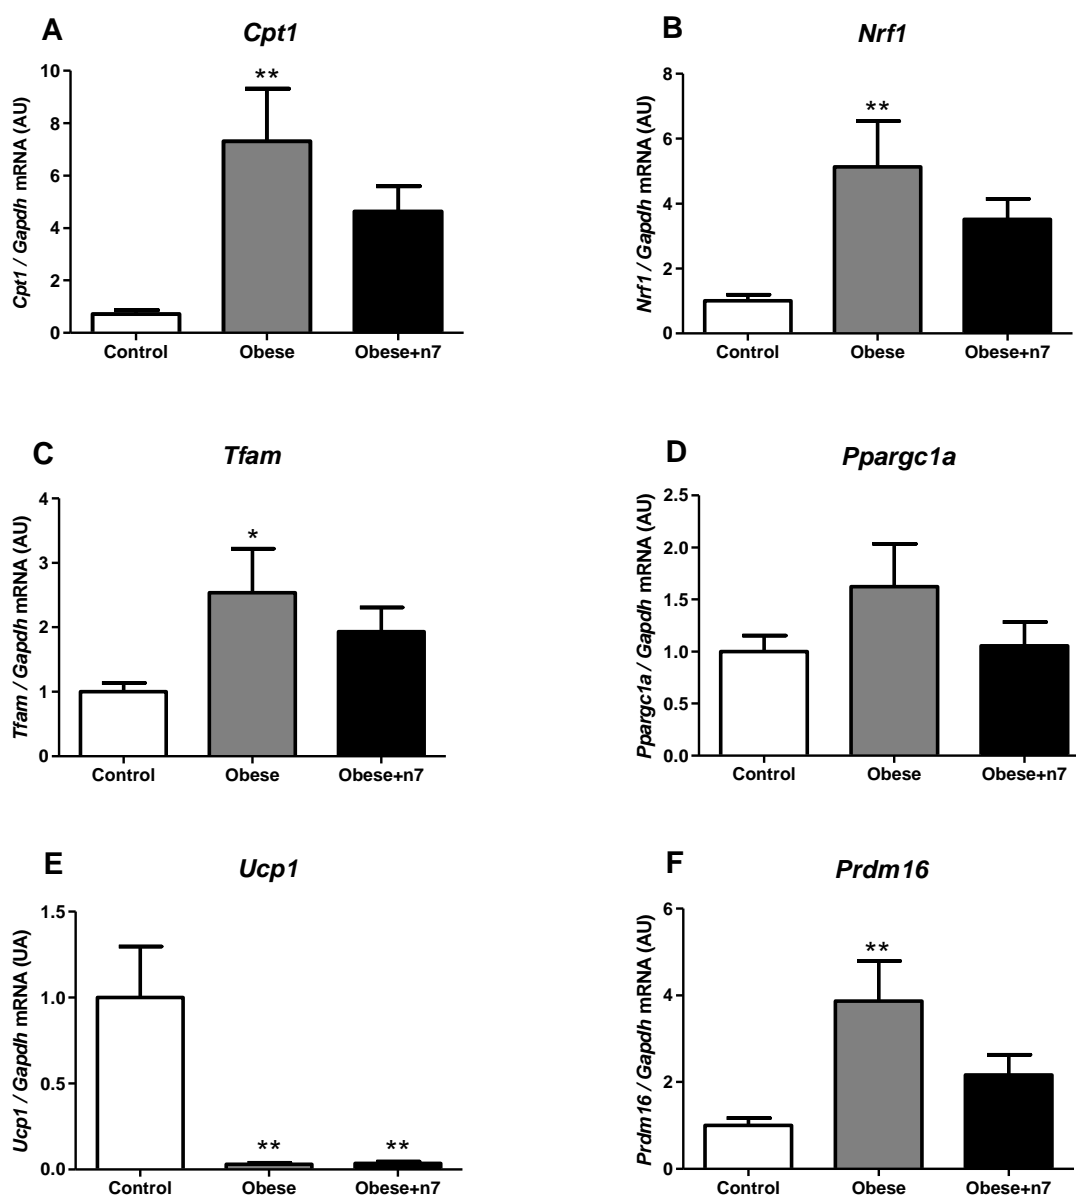 A
Cpt1
Cpt1 / Gapdh mRNA (AU)
10
8
6
4
2
0
**
Control
Obese
Obese+n7
B
Nrf1
Nrf1 / Gapdh mRNA (AU)
8
6
4
2
0
**
Control
Obese
Obese+n7
C
Tfam
Tfam / Gapdh mRNA (AU)
4
3
2
1
0
*
Control
Obese
Obese+n7
D
Ppargc1a
Ppargc1a / Gapdh mRNA (AU)
2.5
2.0
1.5
1.0
0.5
0.0
Control
Obese
Obese+n7
E
Ucp1
Ucp1 / Gapdh mRNA (UA)
1.5
1.0
0.5
0.0
**
**
Control
Obese
Obese+n7
F
Prdm16
Prdm16 / Gapdh mRNA (AU)
6
4
2
0
**
Control
Obese
Obese+n7